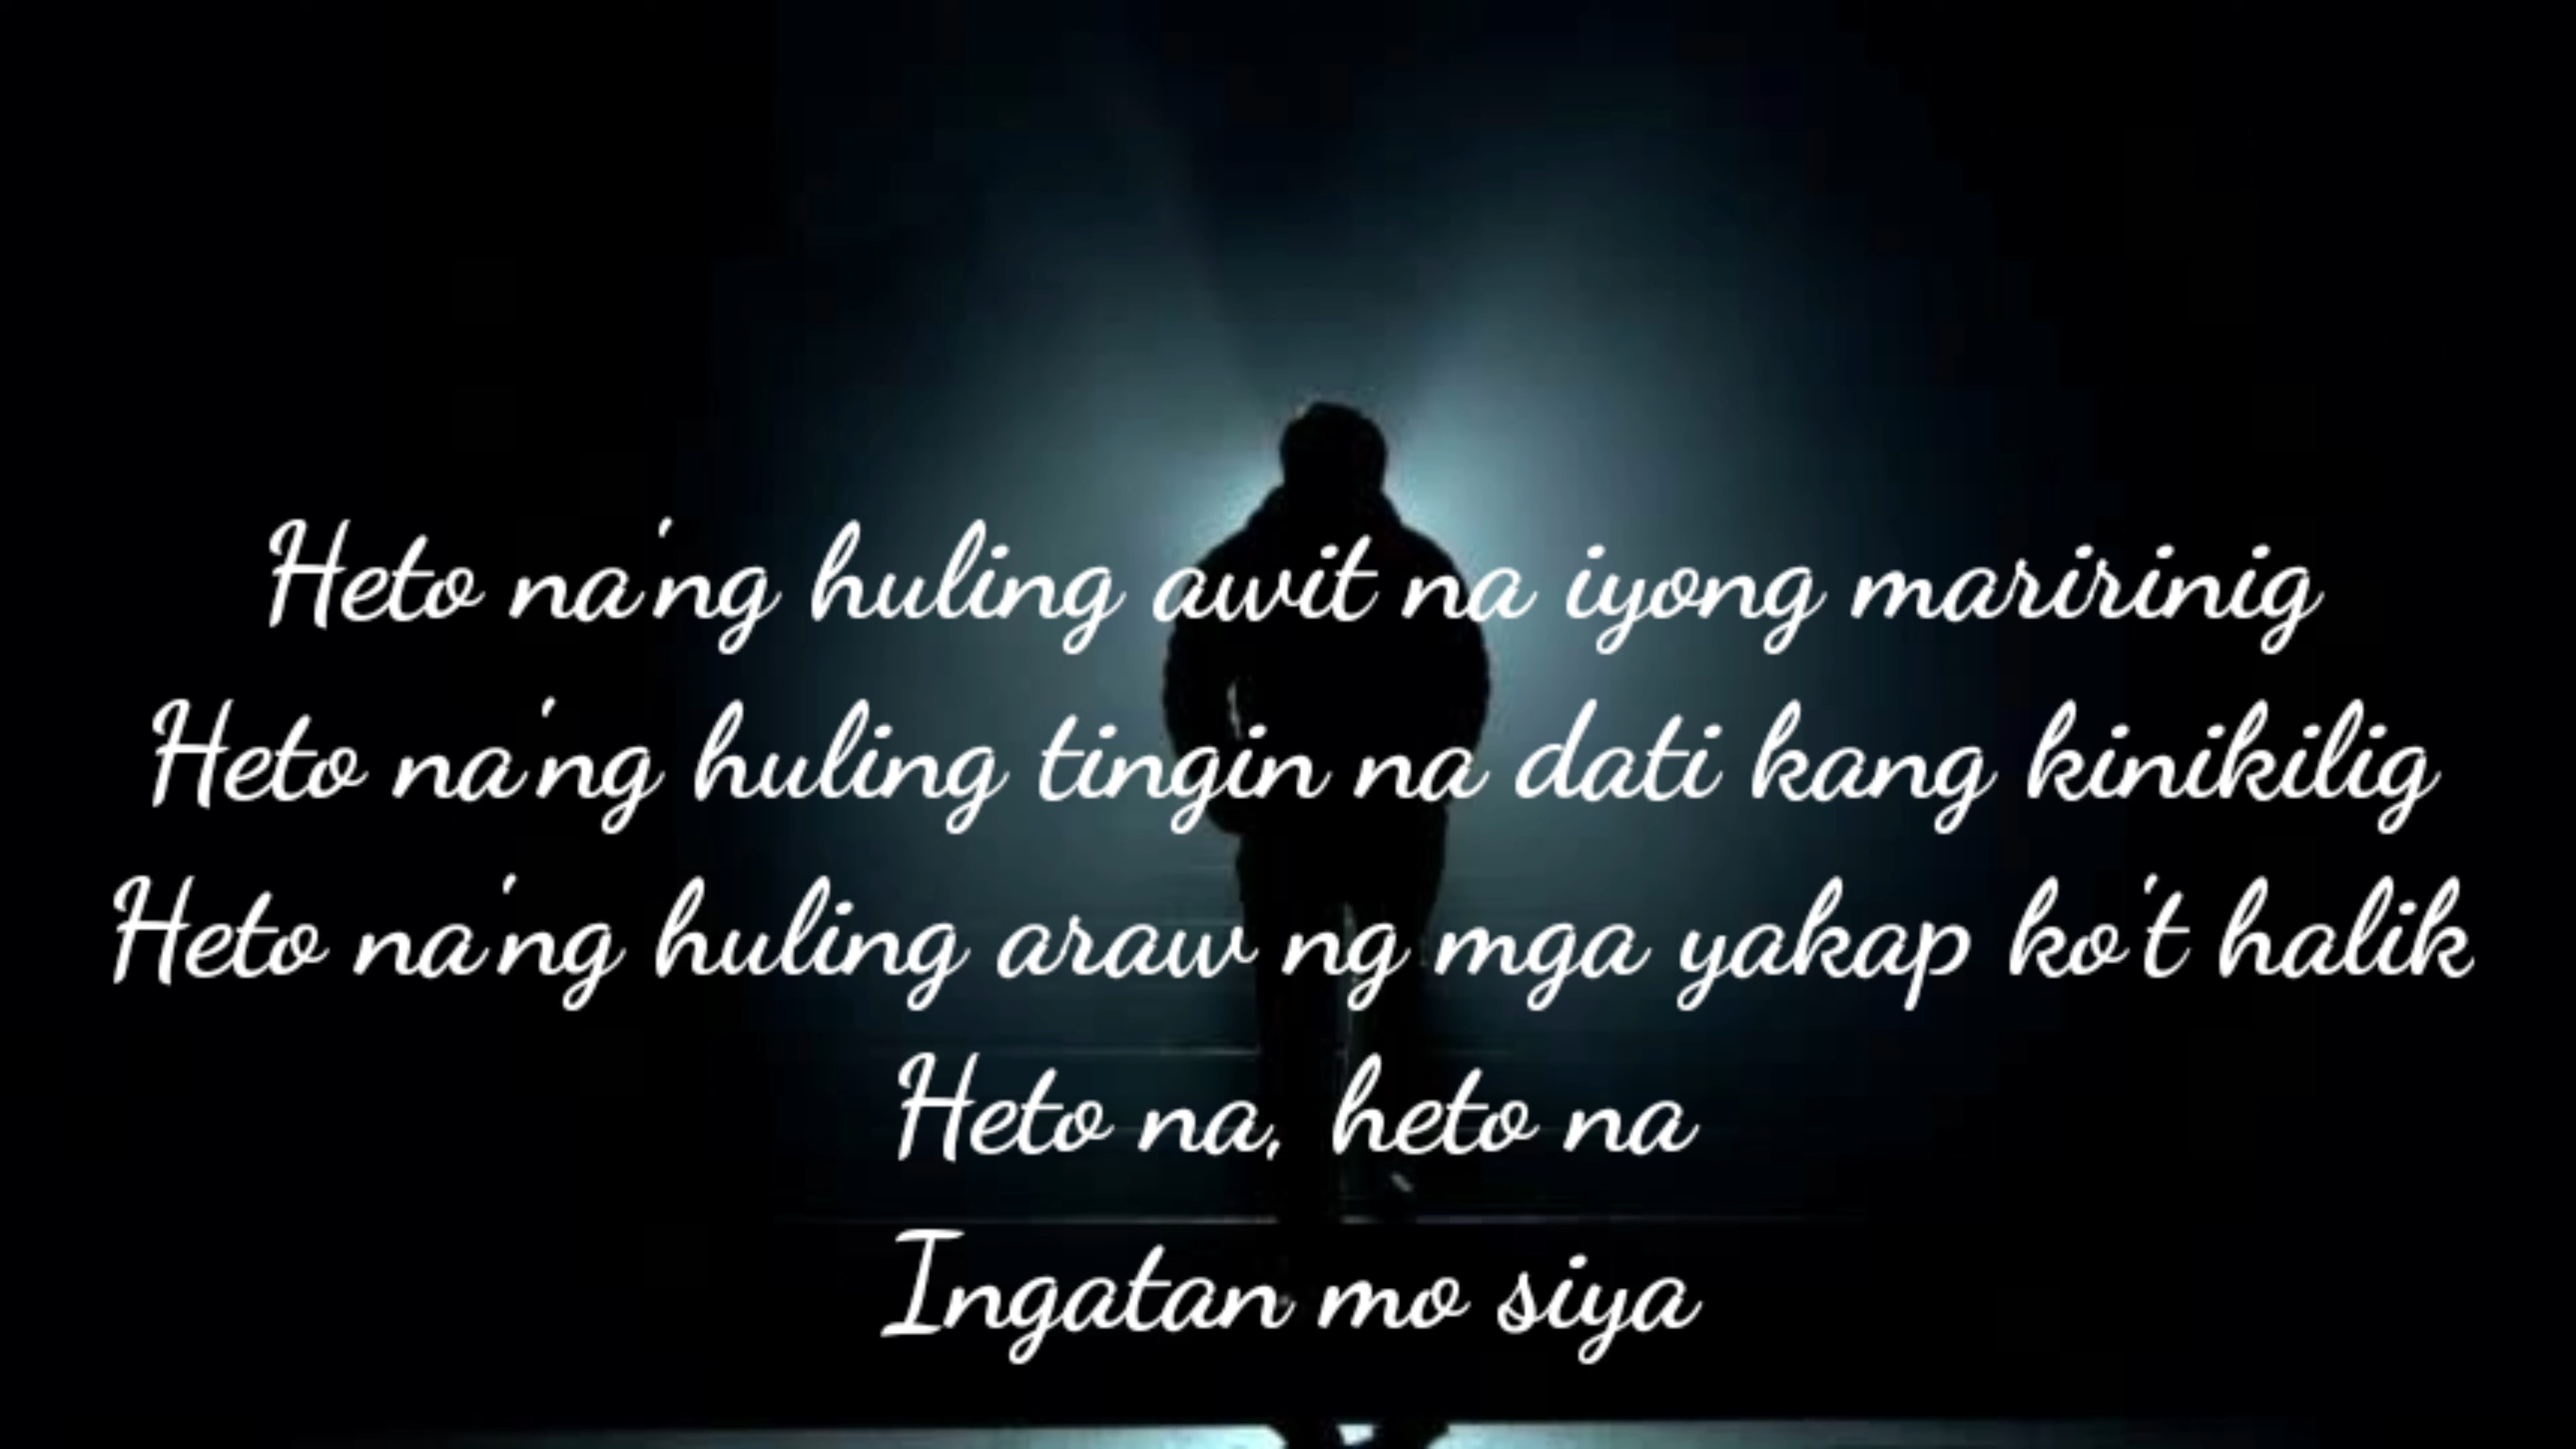 Heto na'ng huling awit na iyong maririnig
Heto na'ng huling tingin na dati kang kinikilig
Heto na'ng huling araw ng mga yakap ko't halik
Heto na, heto na
Ingatan mo siya